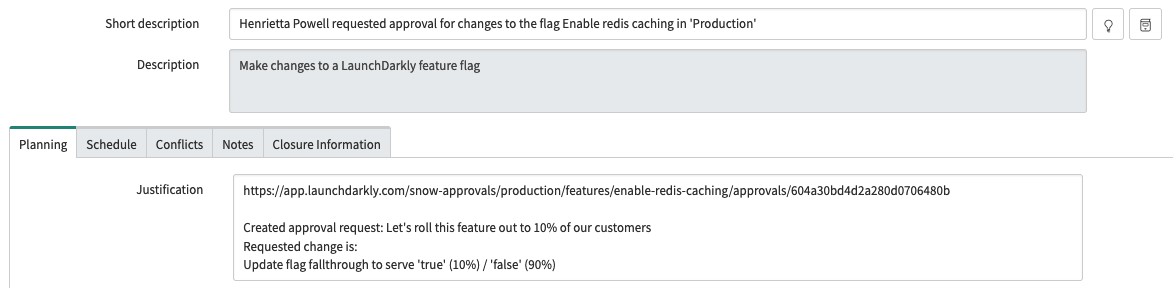 Short description
Henrietta Powell requested approval for changes to the flag Enable redis caching in 'Production'
Description
Make changes to a LaunchDarkly feature flag
Planning Schedule Conflicts Notes Closure Information
Justification
https://app.launchdarkly.com/snow-approvals/production/features/enable-redis-caching/approvals/604a30bd4d2a280d0706480b
Created approval request: Let's roll this feature out to 10% of our customers
Requested change is:
Update flag fallthrough to serve 'true' (10%) / 'false' (90%)